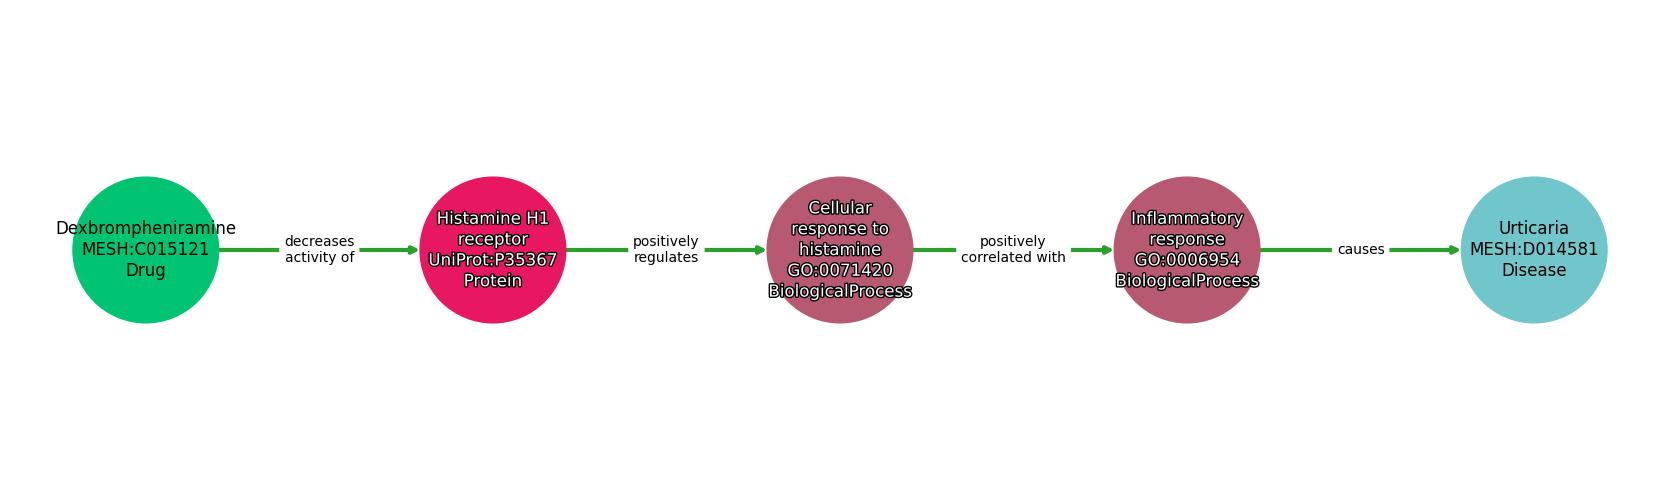 Dexbrompheniramine
MESH:C015121
Drug
decreases
activity of
Histamine H1
receptor
UniProt:P35367
Protein
positively
regulates
Cellular
response to
histamine
GO:0071420
BiologicalProcess
positively
correlated with
Inflammatory
response
GO:0006954
BiologicalProcess
causes
Urticaria
MESH:D014581
Disease